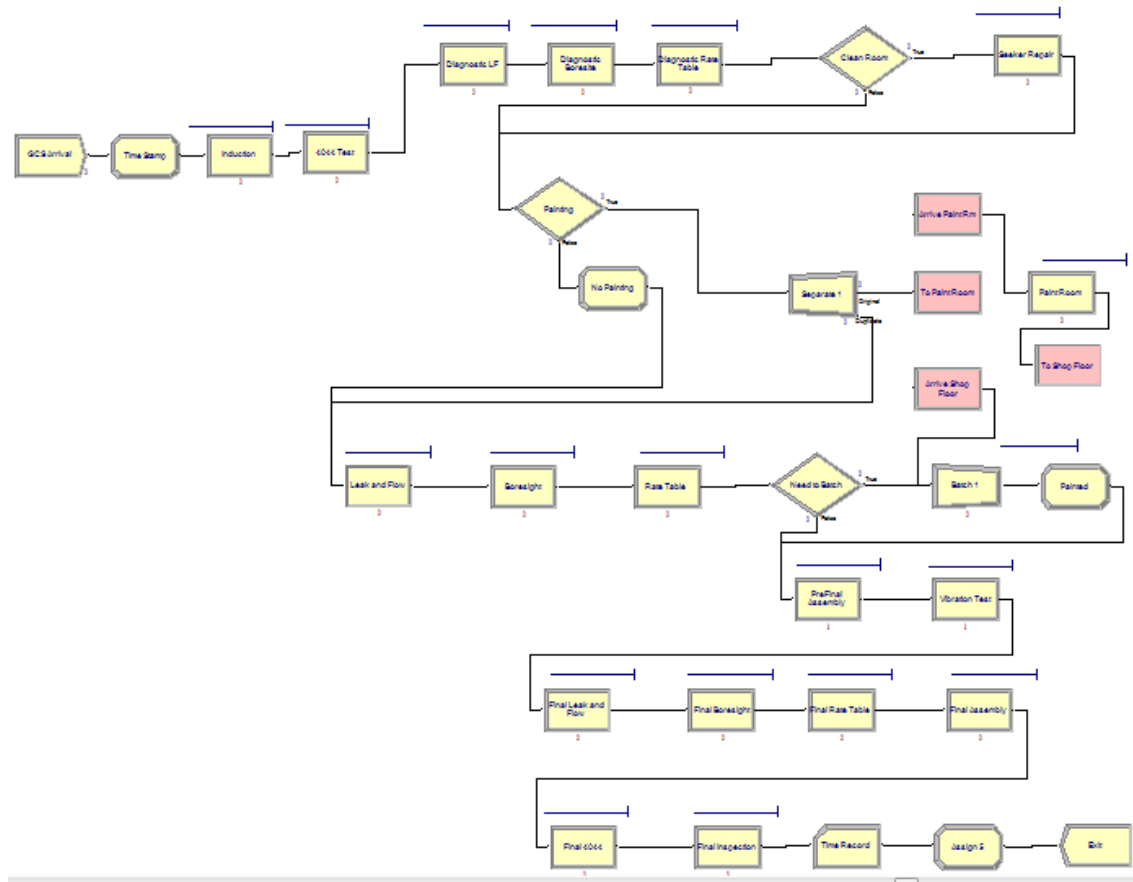 Diagnostic LF
Diagnostic
Boresite
Diagnostic Rate
Table
Clean Room
True
False
Seeker Repair
GCS Arrival
Time Stamp
Induction
4044 Test
Painting
True
False
No Painting
Separate 1
Original
Duplicate
Arrive Paint Rm
To Paint Room
Paint Room
To Shop Floor
Arrive Shop
Floor
Leak and Flow
Boresight
Rate Table
Need to Batch
True
False
Batch 1
Painted
PreFinal
Assembly
Vibration Test
Final Leak and
Flow
Final Boresight
Final Rate Table
Final Assembly
Final 4044
Final Inspection
Time Record
Assign 5
Exit